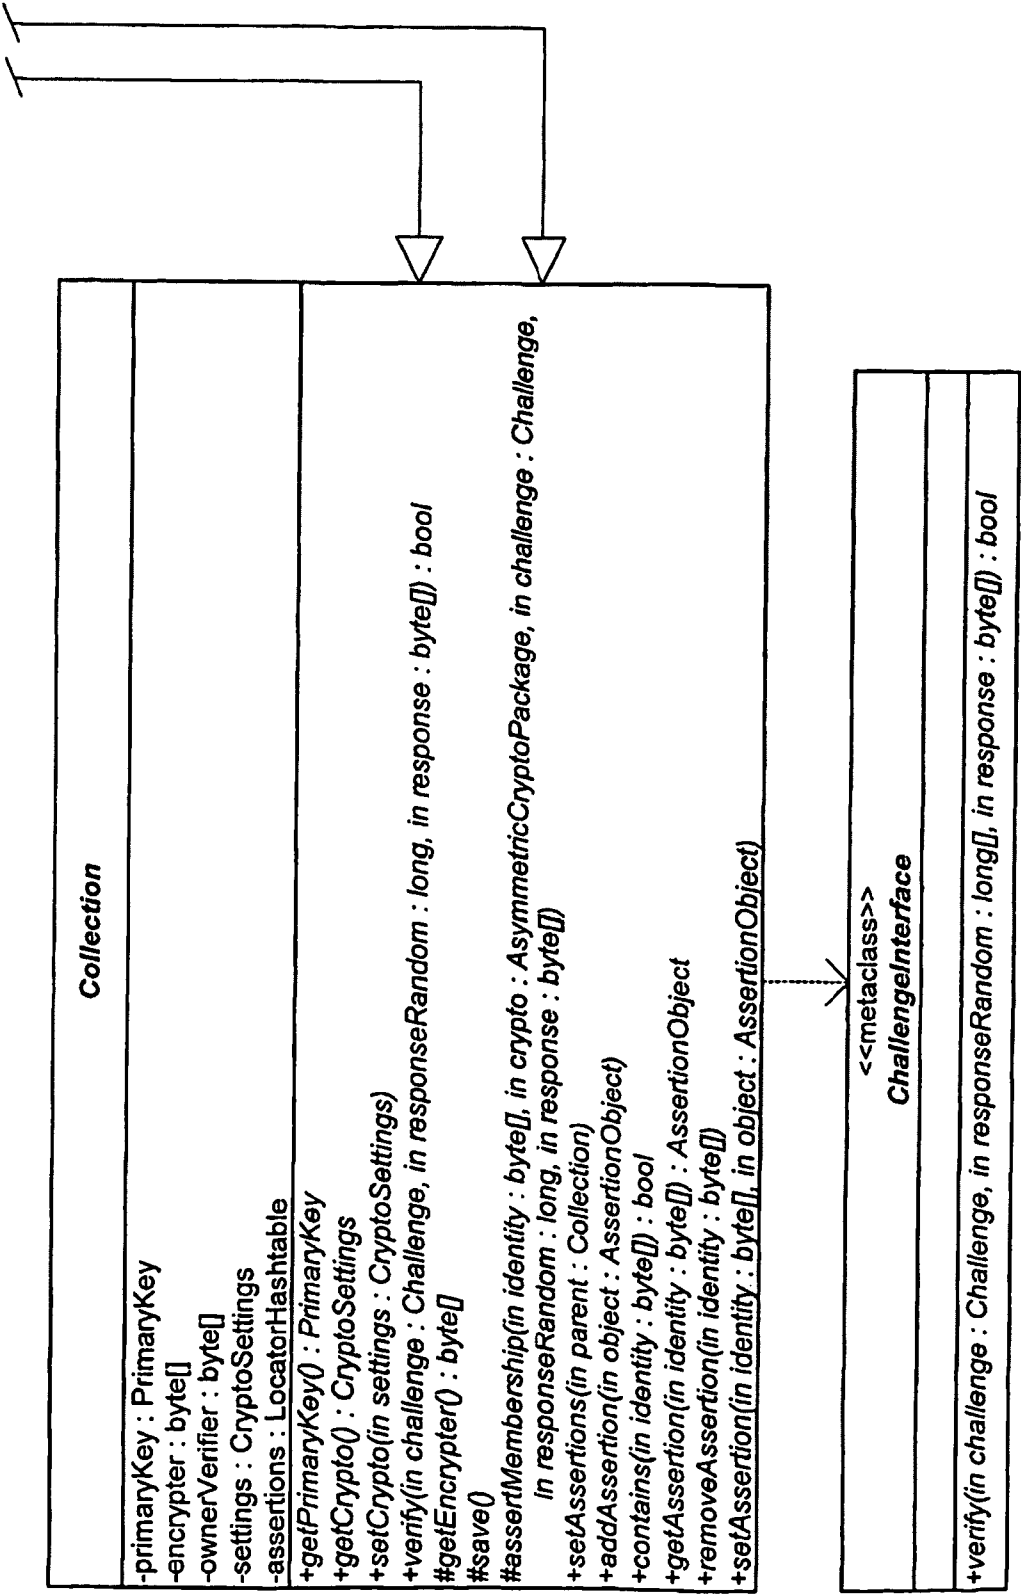 Collection
-primaryKey : PrimaryKey
-encrypter : byte[]
-ownerVerifier : byte[]
-settings : CryptoSettings
-assertions : LocatorHashtable
+getPrimaryKey() : PrimaryKey
+getCrypto() : CryptoSettings
+setCrypto(in settings : CryptoSettings)
+verify(in challenge : Challenge, in responseRandom : long, in response : byte[]) : bool
#getEncrypter() : byte[]
#save()
#assertMembership(in identity : byte[], in crypto : AsymmetricCryptoPackage, in challenge : Challenge,
in responseRandom : long, in response : byte[])
+setAssertions(in parent : Collection)
+addAssertion(in object : AssertionObject)
+contains(in identity : byte[]) : bool
+getAssertion(in identity : byte[]) : AssertionObject
+removeAssertion(in identity : byte[])
+setAssertion(in identity : byte[], in object : AssertionObject)
<<metaclass>>
ChallengeInterface
+verify(in challenge : Challenge, in responseRandom : long[], in response : byte[]) : bool